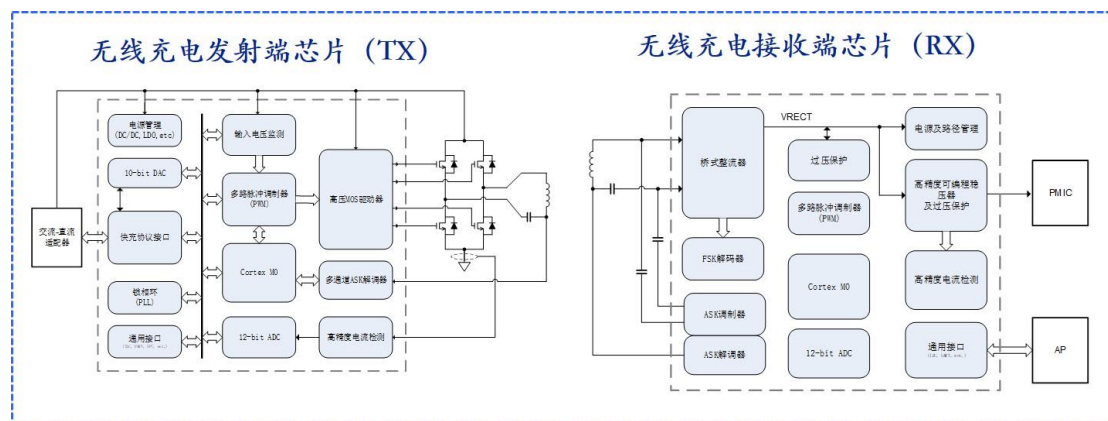 无线充电发射端芯片（TX）
电源管理
(DC/DC, LDO, etc)
10-bit DAC
交流-直流
适配器
快充协议接口
锁相环
(PLL)
通用接口
输入电压监测
多路脉冲调制器
(PWM)
Cortex M0
12-bit ADC
高压MOS驱动器
多通道ASK解调器
高精度电流检测
无线充电接收端芯片（RX）
桥式整流器
VRECT
FSK解码器
ASK调制器
ASK解调器
过压保护
多路脉冲调制器
(PWM)
Cortex M0
12-bit ADC
电源及路径管理
高精度可编程稳
压器
及过压保护
高精度电流检测
通用接口
PMIC
AP